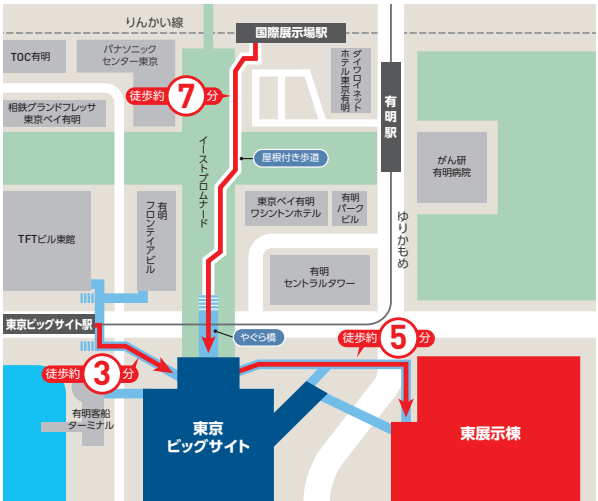 りんかい線
国際展示場駅
TOC有明
パナソニック
センター東京
ダイワロイネット
ホテル東京有明
徒歩約7分
相鉄グランドフレッサ
東京ベイ有明
有明駅
イーストプロムナード
屋根付き歩道
がん研
有明病院
有明
フロンティアビル
東京ベイ有明
ワシントンホテル
有明
パーク
ビル
ゆりかもめ
TFTビル東館
有明
セントラルタワー
東京ビッグサイト駅
やぐら橋
徒歩約5分
徒歩約3分
有明客船
ターミナル
東京
ビッグサイト
東展示棟